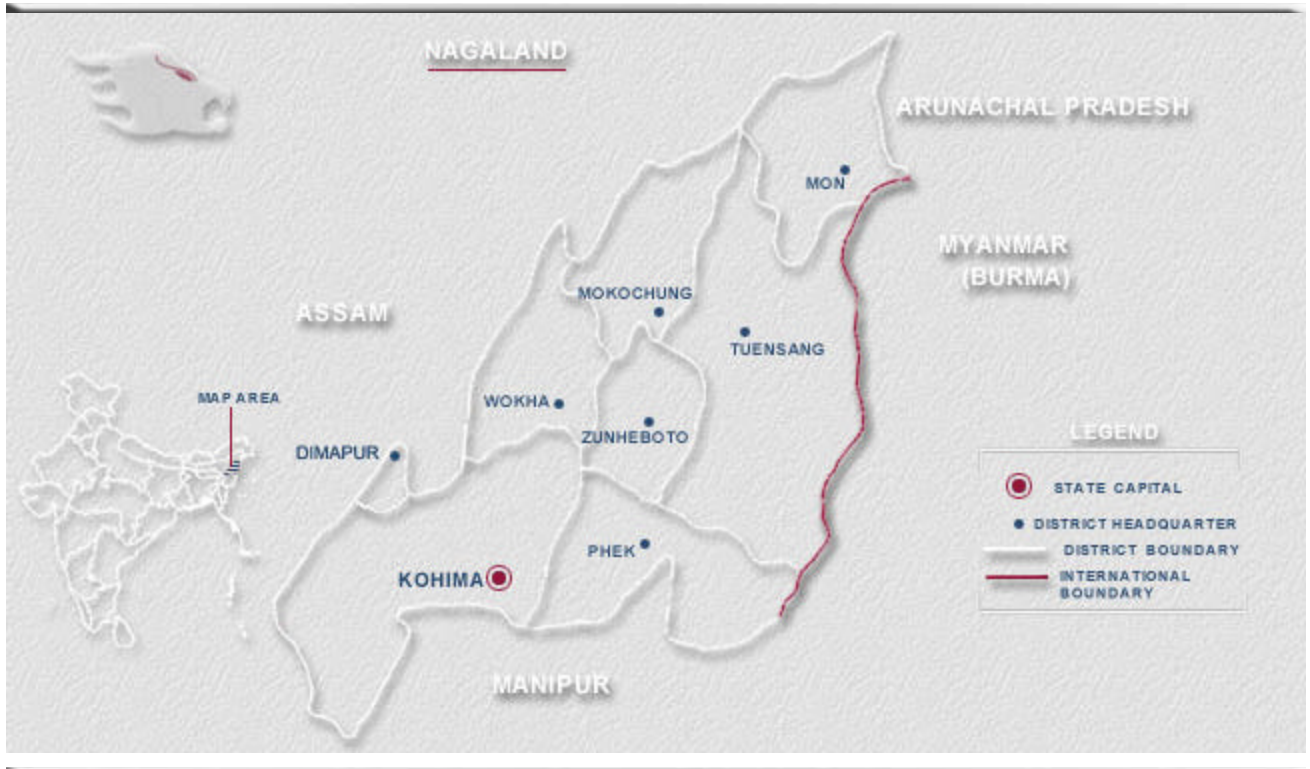 NAGALAND
ARUNACHAL PRADESH
MON
MYANMAR
(BURMA)
MOKOCHUNG
ASSAM
TUENSANG
MAP AREA
WOKHA
ZUNHEBOTO
DIMAPUR
LEGEND
STATE CAPITAL
DISTRICT HEADQUARTER
DISTRICT BOUNDARY
INTERNATIONAL
BOUNDARY
PHEK
KOHIMA
MANIPUR